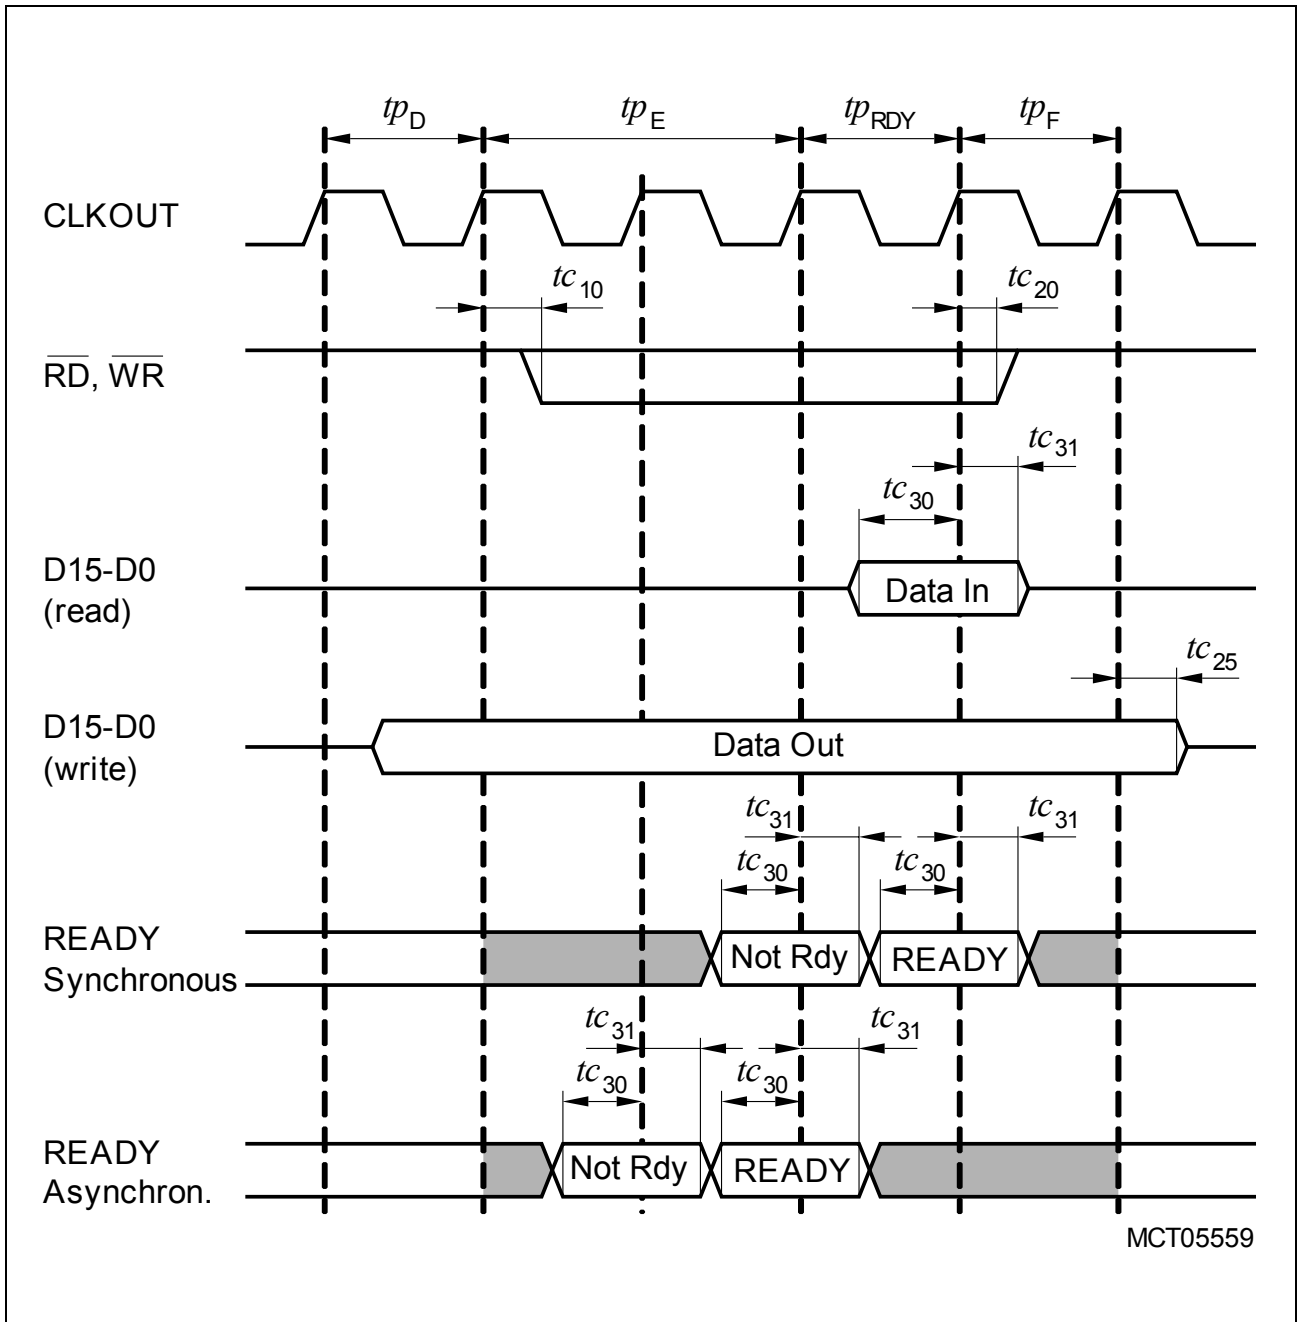 tpD tpE tpRDY tpF
CLKOUT
tc10 tc20
RD, WR
tc31
tc30
D15-D0
(read)
Data In
tc25
D15-D0
(write)
Data Out
tc31 tc31
tc30 tc30
READY
Synchronous
Not Rdy READY
tc31 tc31
tc30 tc30
READY
Asynchron.
Not Rdy READY
MCT05559